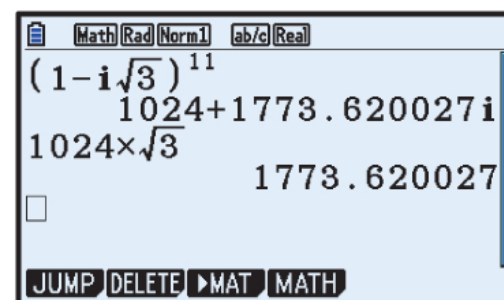 Math Rad Norm1 ab/c Real
(1-i√3)¹¹
1024+1773.620027i
1024×√3
1773.620027
JUMP DELETE ▶MAT MATH